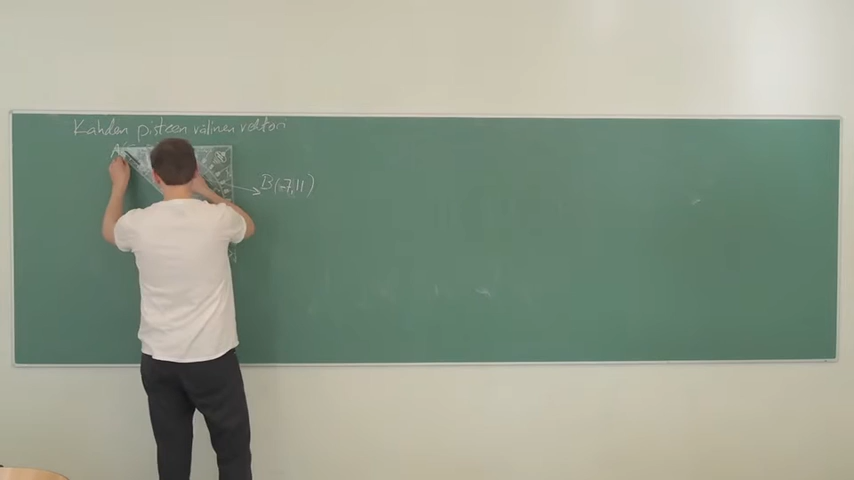 Kahden pisteen välinen vektori
B(-7,11)